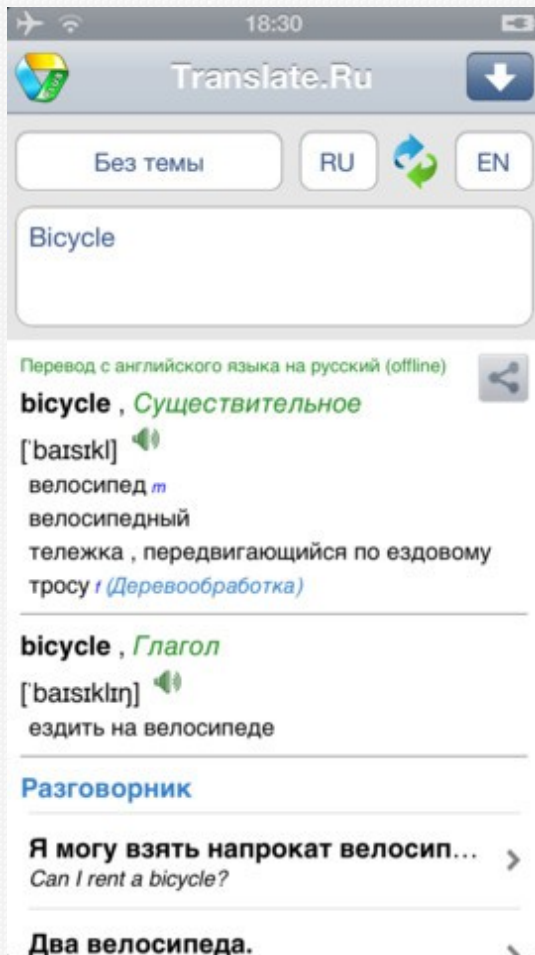 18:30
Translate.Ru
Без темы
RU
EN
Bicycle
Перевод с английского языка на русский (offline)
bicycle , Существительное
['baɪsɪkl]
велосипед m
велосипедный
тележка , передвигающийся по ездовому
тросу f (Деревообработка)
bicycle , Глагол
['baɪsɪklɪŋ]
ездить на велосипеде
Разговорник
Я могу взять напрокат велосип...
Can I rent a bicycle?
Два велосипеда.